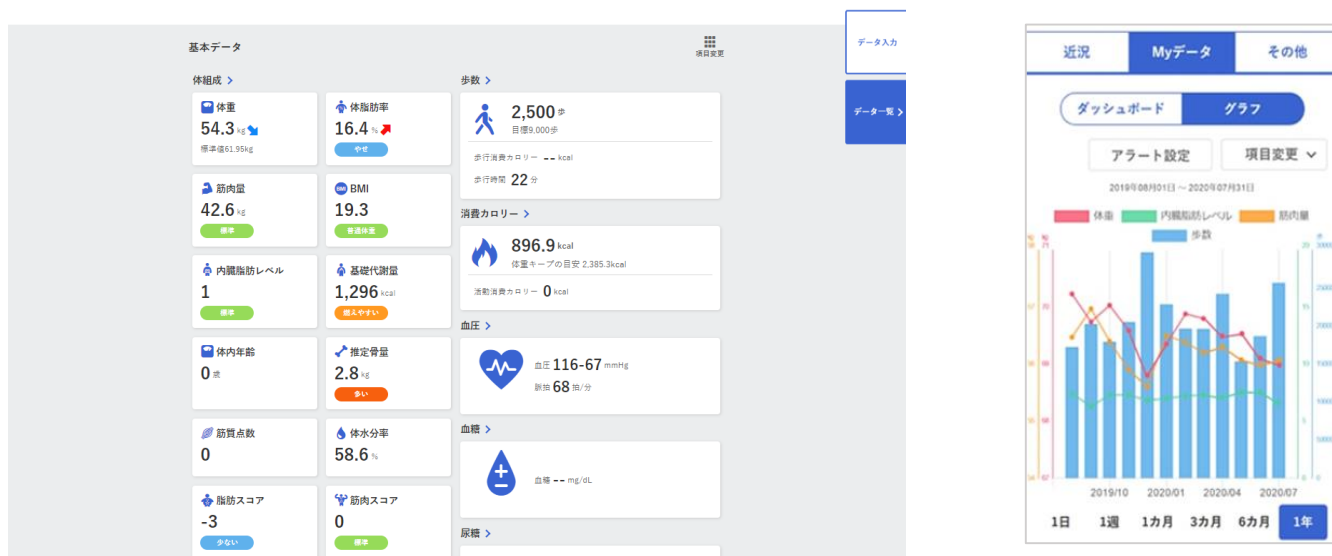 基本データ
項目変更
データ入力
データ一覧 >
体組成 >
体重
54.3 kg
標準値61.95kg
体脂肪率
16.4 %
やせ
筋肉量
42.6 kg
標準
BMI
BMI
19.3
普通体重
内臓脂肪レベル
1
標準
基礎代謝量
1,296 kcal
燃えやすい
体内年齢
0 歳
推定骨量
2.8 kg
多い
筋質点数
0
体水分率
58.6 %
脂肪スコア
-3
少ない
筋肉スコア
0
標準
歩数 >
2,500 歩
目標9,000歩
歩行消費カロリー -- kcal
歩行時間 22 分
消費カロリー >
896.9 kcal
体重キープの目安 2,385.3kcal
活動消費カロリー 0 kcal
血圧 >
血圧 116-67 mmHg
脈拍 68 拍/分
血糖 >
血糖 -- mg/dL
尿糖 >
近況 Myデータ その他
ダッシュボード グラフ
アラート設定 項目変更
2019年08月01日 ~ 2020年07月31日
体重 内臓脂肪レベル 筋肉量
歩数
2019/10 2020/01 2020/04 2020/07
1日 1週 1カ月 3カ月 6カ月 1年